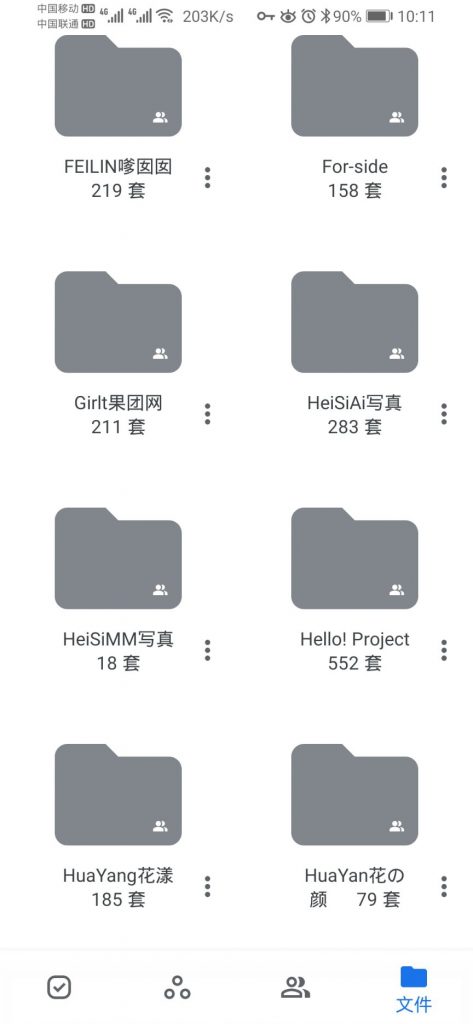 中国移动 HD 4G 4G 203K/s 90% 10:11
中国联通 HD
FEILIN嗲囡囡
219 套
For-side
158 套
Girlt果团网
211 套
HeiSiAi写真
283 套
HeiSiMM写真
18 套
Hello! Project
552 套
HuaYang花漾
185 套
HuaYan花の
颜 79 套
文件